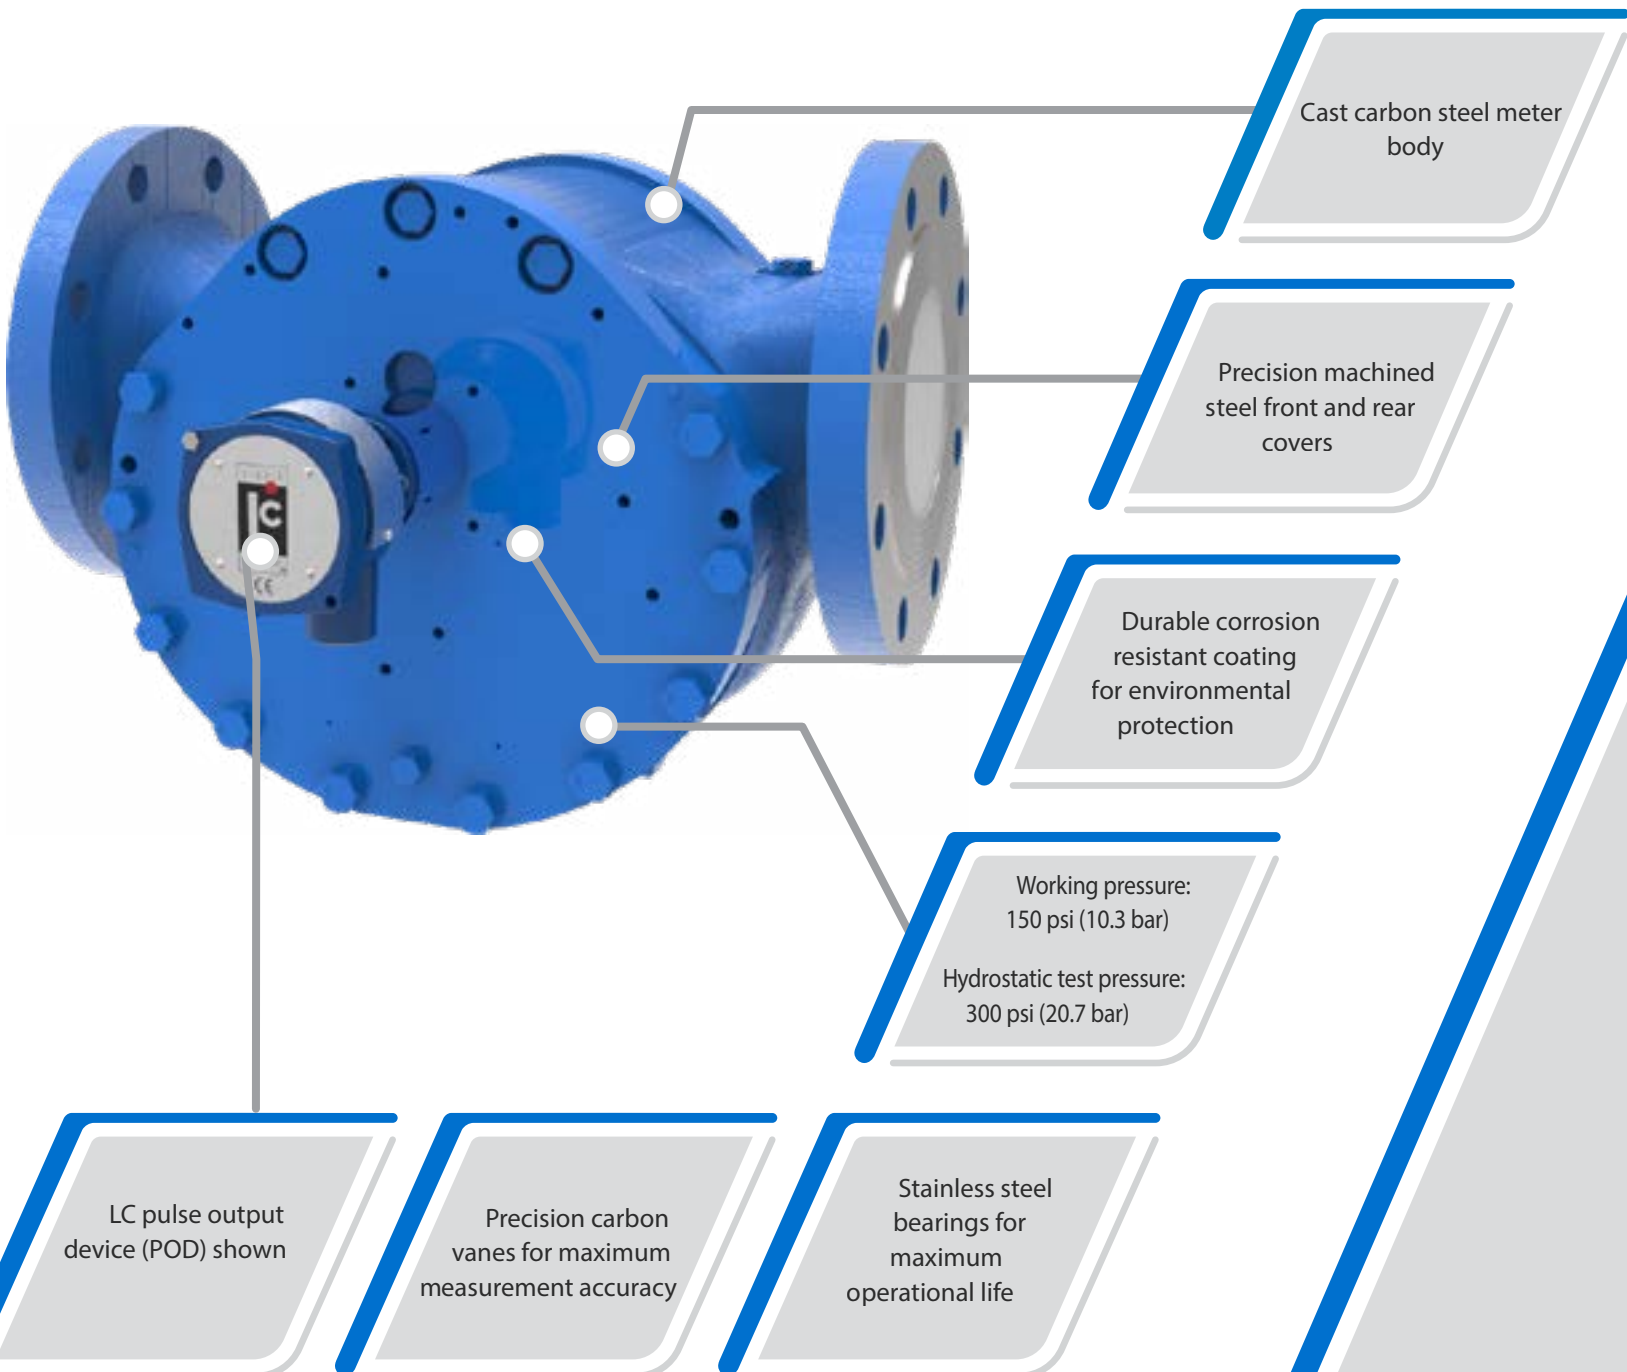 Cast carbon steel meter
body
Precision machined
steel front and rear
covers
Durable corrosion
resistant coating
for environmental
protection
Working pressure:
150 psi (10.3 bar)
Hydrostatic test pressure:
300 psi (20.7 bar)
lc
CE
LC pulse output
device (POD) shown
Precision carbon
vanes for maximum
measurement accuracy
Stainless steel
bearings for
maximum
operational life